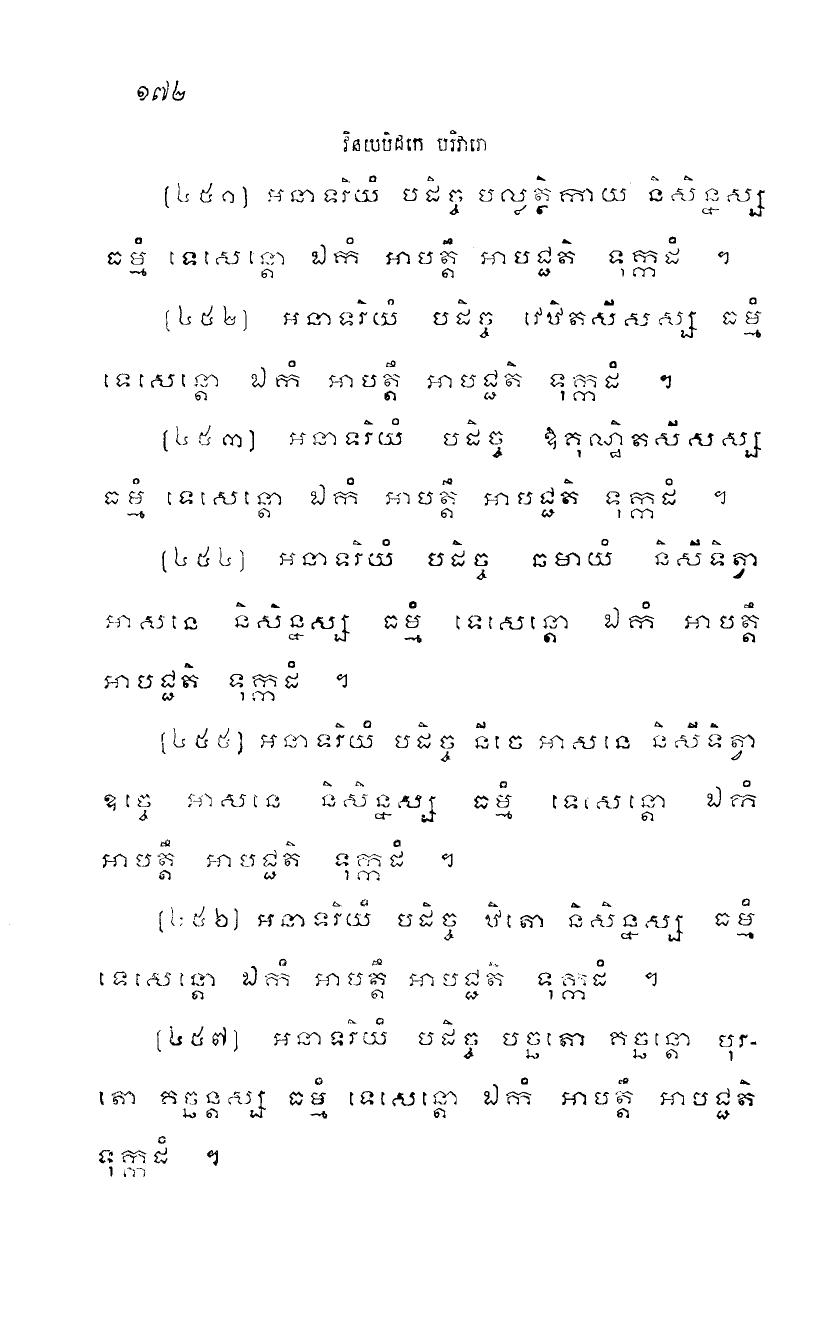 ១៧២
វិនយបិដកេ បរិវារោ
[៤៥១] អនាទរិយំ បដិច្ច បល្លត្ថិកាយ និសិន្នស្ស
ធម្មំ ទេសេន្តោ ឯកំ អាបត្តឹ អាបជ្ជតិ ទុក្កដំ ។
[៤៥២] អនាទរិយំ បដិច្ច វេឋិតសីសស្ស ធម្មំ
ទេសេន្តោ ឯកំ អាបត្តឹ អាបជ្ជតិ ទុក្កដំ ។
[៤៥៣] អនាទរិយំ បដិច្ច ឱគុណ្ឋិតសីសស្ស
ធម្មំ ទេសេន្តោ ឯកំ អាបត្តឹ អាបជ្ជតិ ទុក្កដំ ។
[៤៥៤] អនាទរិយំ បដិច្ច ឆមាយំ និសីទិត្វា
អាសនេ និសិន្នស្ស ធម្មំ ទេសេន្តោ ឯកំ អាបត្តឹ
អាបជ្ជតិ ទុក្កដំ ។
[៤៥៥] អនាទរិយំ បដិច្ច នីចេ អាសនេ និសីទិត្វា
ឧច្ចេ អាសនេ និសិន្នស្ស ធម្មំ ទេសេន្តោ ឯកំ
អាបត្តឹ អាបជ្ជតិ ទុក្កដំ ។
[៤៥៦] អនាទរិយំ បដិច្ច ឋិតោ និសិន្នស្ស ធម្មំ
ទេសេន្តោ ឯកំ អាបត្តឹ អាបជ្ជតិ ទុក្កដំ ។
[៤៥៧] អនាទរិយំ បដិច្ច បច្ឆតោ គច្ឆន្តោ បុរ-
តោ គច្ឆន្តស្ស ធម្មំ ទេសេន្តោ ឯកំ អាបត្តឹ អាបជ្ជតិ
ទុក្កដំ ។